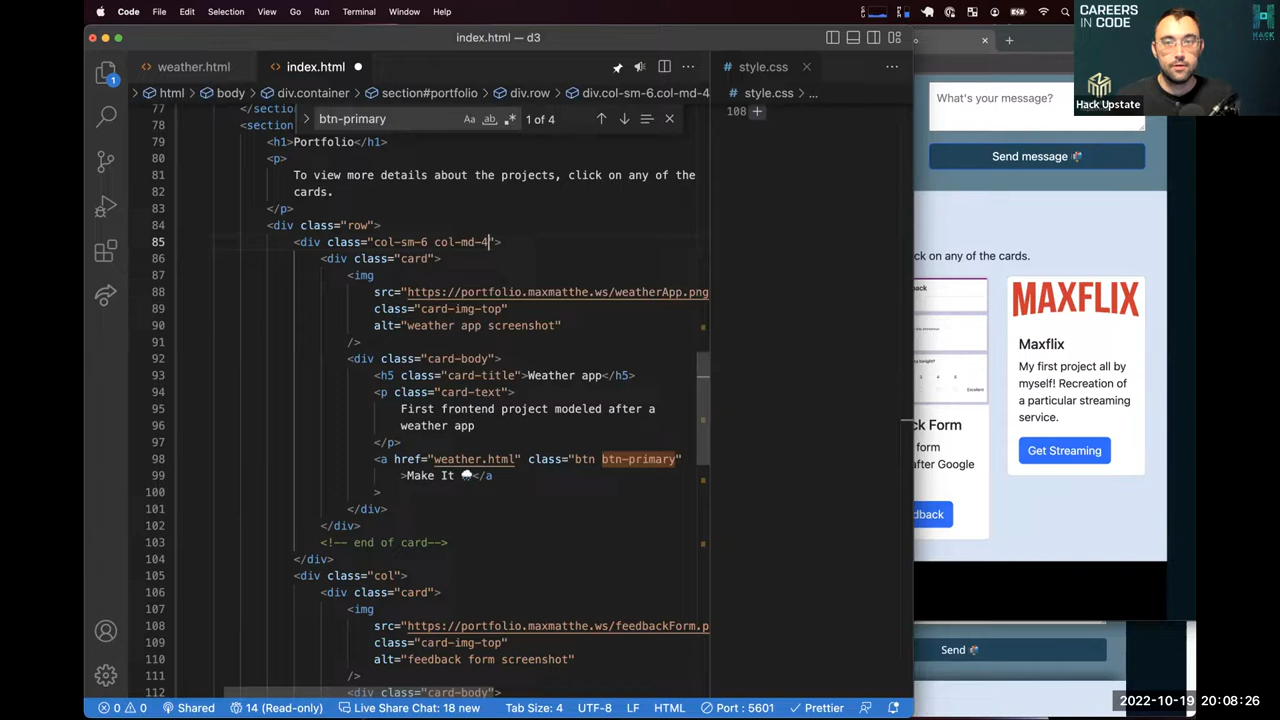 Code File Edit Selection View Go Run Terminal Window Help
CAREERS
IN CODE
HACK
UPSTATE
Hack Upstate
index.html — d3
weather.html
index.html
style.css
html body div.container section#portfolio div.row div.col-sm-6.col-md-4
style.css ...
btn-primary
Aa ab 1 of 4
77 </section
78 <section
79 <h1>Portfolio</h1>
80 <p>
81 To view more details about the projects, click on any of the
82 cards.
83 </p>
84 <div class="row">
85 <div class="col-sm-6 col-md-4">
86 <div class="card">
87 <img
88 src="https://portfolio.maxmatthe.ws/weatherApp.png
89 class="card-img-top"
90 alt="weather app screenshot"
91 />
92 <div class="card-body">
93 <h5 class="card-title">Weather app</h5>
94 <p class="card-text">
95 First frontend project modeled after a
96 weather app
97 </p>
98 <a href="weather.html" class="btn btn-primary"
99 >Make It 🌧️</a
100 >
101 </div>
102 </div>
103 <!-- end of card-->
104 </div>
105 <div class="col">
106 <div class="card">
107 <img
108 src="https://portfolio.maxmatthe.ws/feedbackForm.p
109 class="card-img-top"
110 alt="feedback form screenshot"
111 />
112 <div class="card-body">
108 +
What's your message?
Send message 📬
ck on any of the cards.
back
Excellent
ck Form
form
after Google
dback
MAXFLIX
Maxflix
My first project all by
myself! Recreation of
a particular streaming
service.
Get Streaming
Send 📬
1
0 0 Shared 14 (Read-only) Live Share Chat: 18 new Tab Size: 4 UTF-8 LF HTML Port : 5601 Prettier
2022-10-19 20:08:26